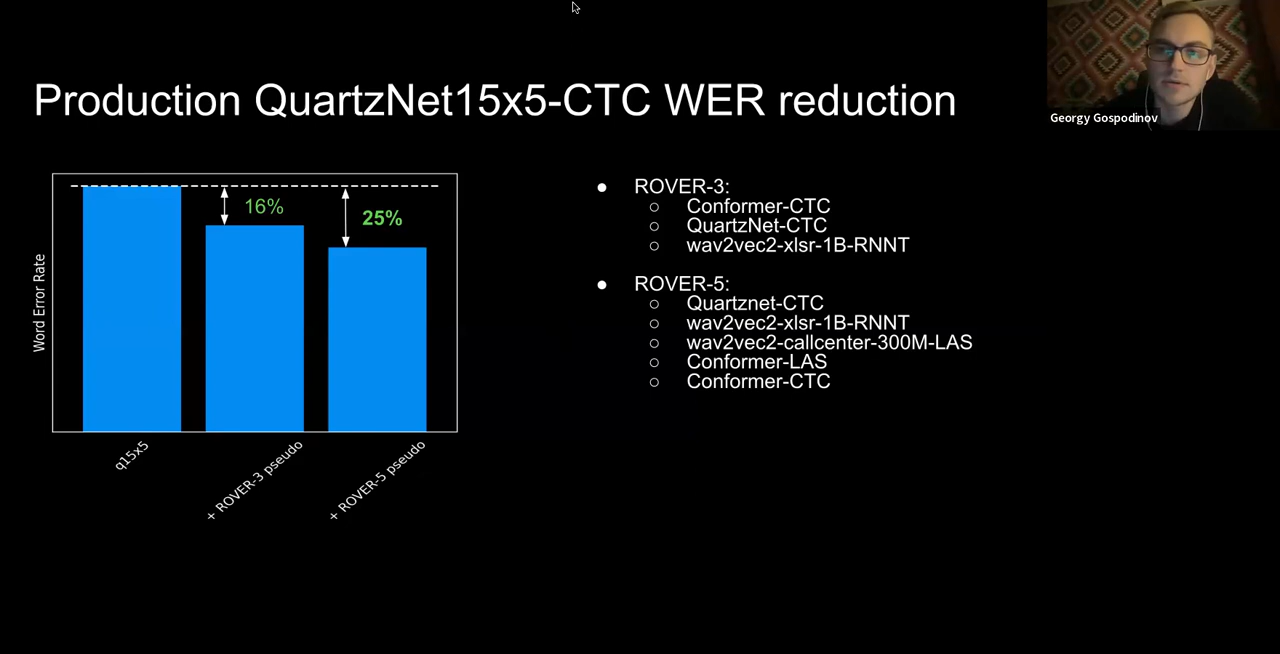 Production QuartzNet15x5-CTC WER reduction
Georgy Gospodinov
16%
25%
Word Error Rate
q15x5
+ ROVER-3 pseudo
+ ROVER-5 pseudo
● ROVER-3:
○ Conformer-CTC
○ QuartzNet-CTC
○ wav2vec2-xlsr-1B-RNNT
● ROVER-5:
○ Quartznet-CTC
○ wav2vec2-xlsr-1B-RNNT
○ wav2vec2-callcenter-300M-LAS
○ Conformer-LAS
○ Conformer-CTC